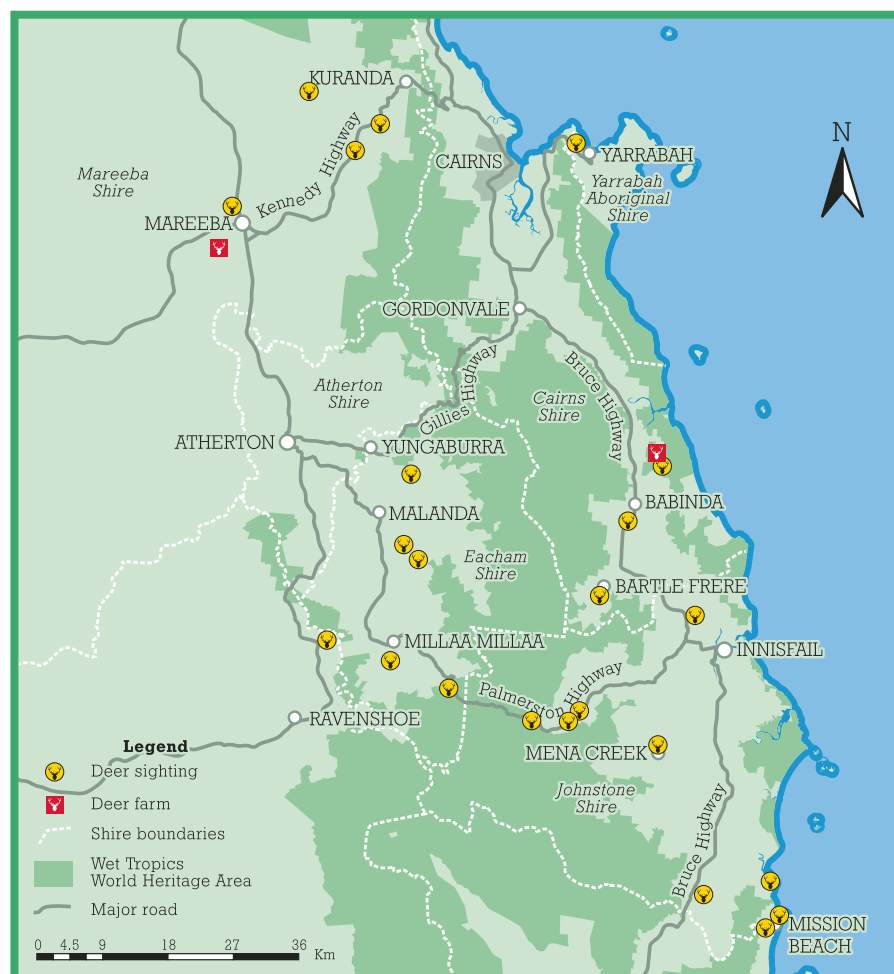 KURANDA
Kennedy Highway
CAIRNS
YARRABAH
N
Mareeba
Shire
Yarrabah
Aboriginal
Shire
MAREEBA
GORDONVALE
Gillies Highway
Bruce Highway
Atherton
Shire
Cairns
Shire
ATHERTON
YUNGABURRA
BABINDA
MALANDA
Eacham
Shire
BARTLE FRERE
MILLAA MILLAA
INNISFAIL
Palmerston Highway
RAVENSHOE
MENA CREEK
Johnstone
Shire
Bruce Highway
MISSION
BEACH
Legend
Deer sighting
Deer farm
Shire boundaries
Wet Tropics
World Heritage Area
Major road
0 4.5 9 18 27 36 Km